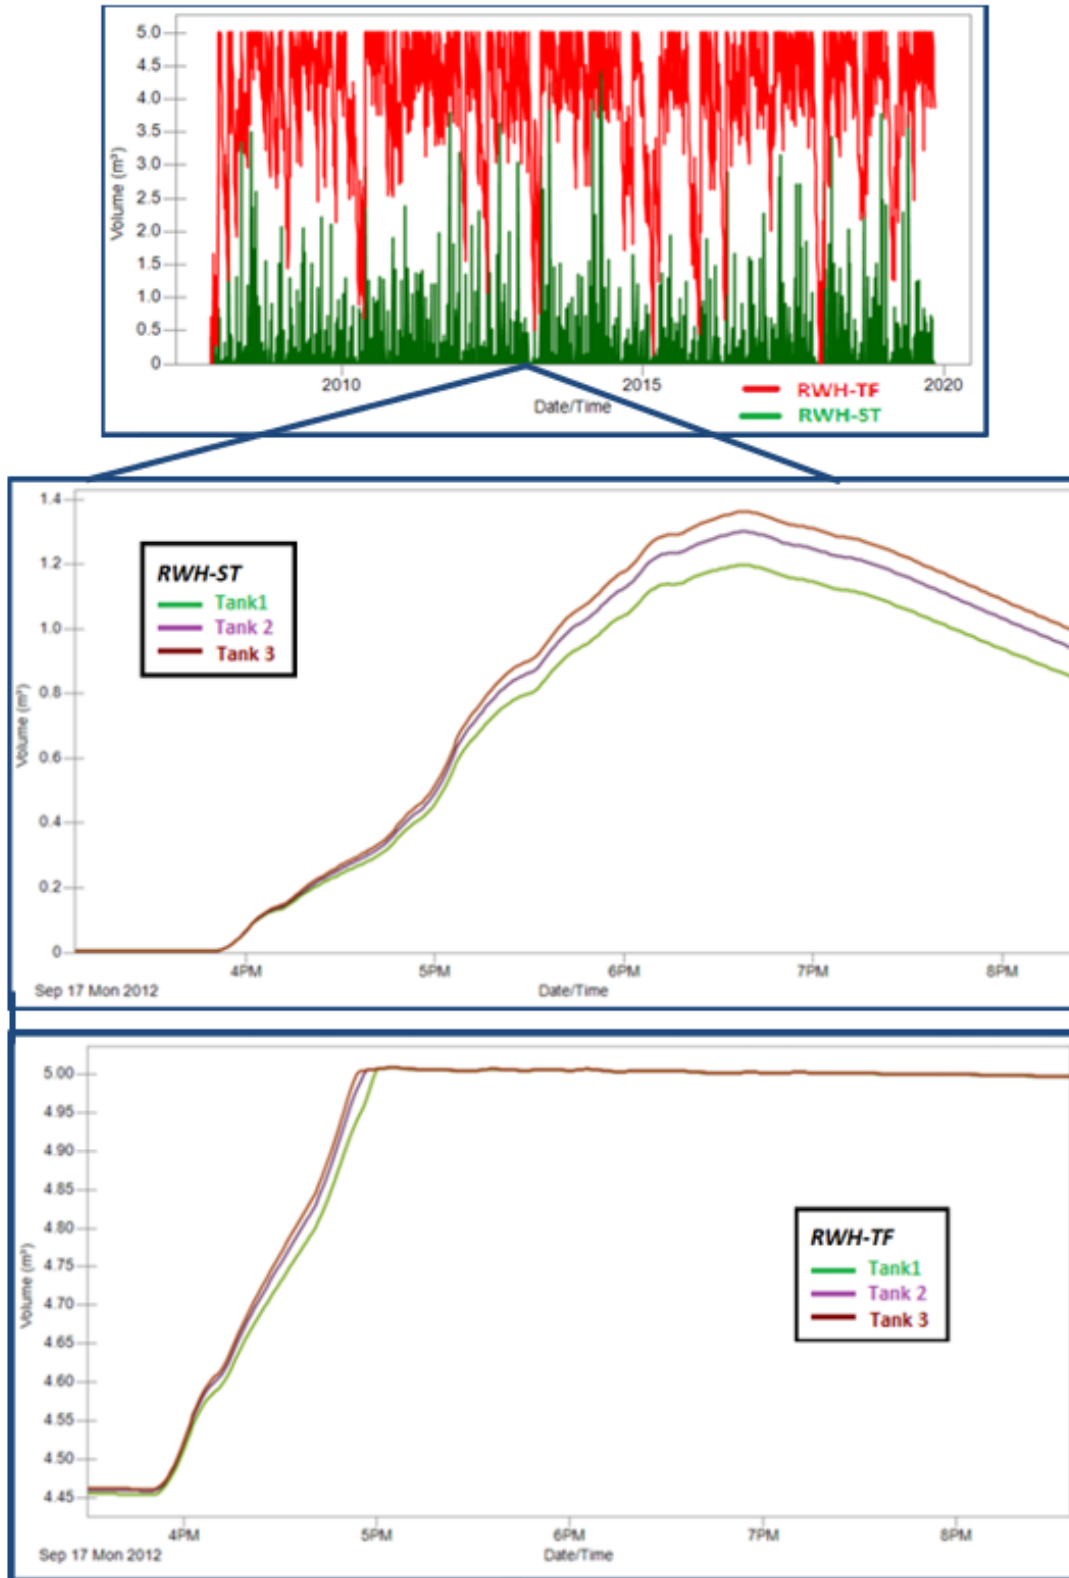 5.0
4.5
4.0
3.5
3.0
2.5
2.0
1.5
1.0
0.5
0
Volume (m³)
2010
2015
2020
Date/Time
RWH-TF
RWH-ST
1.4
1.2
1.0
0.8
0.6
0.4
0.2
0
Volume (m³)
RWH-ST
Tank1
Tank 2
Tank 3
4PM
5PM
6PM
7PM
8PM
Sep 17 Mon 2012
Date/Time
5.00
4.95
4.90
4.85
4.80
4.75
4.70
4.65
4.60
4.55
4.50
4.45
Volume (m³)
RWH-TF
Tank1
Tank 2
Tank 3
4PM
5PM
6PM
7PM
8PM
Sep 17 Mon 2012
Date/Time